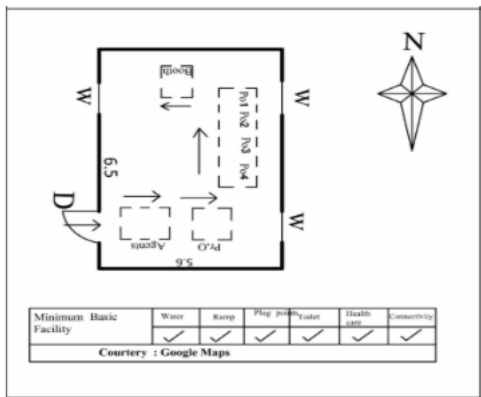 N
Booth
W
W
Po1
Po2
Po3
Po4
6.5
D
W
Agents
Pr.O
5.6
Minimum Basic Facility
Water
Ramp
Plug points
Toilet
Health care
Connectivity
Courtery : Google Maps